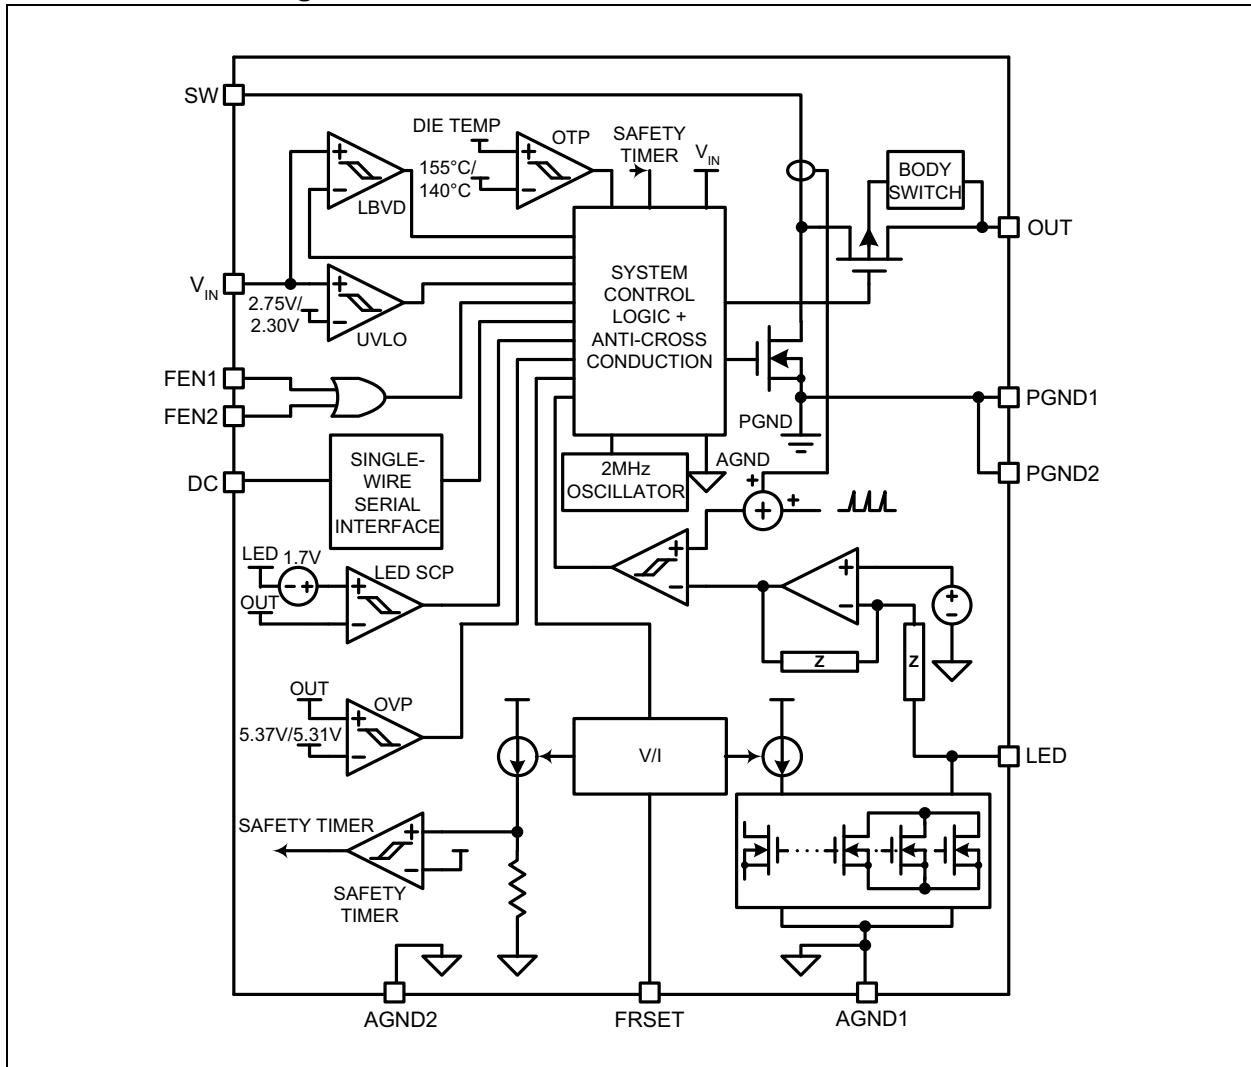 SW
DIE TEMP
OTP
SAFETY
TIMER
VIN
155°C/
140°C
LBVD
BODY
SWITCH
OUT
VIN
2.75V/
2.30V
UVLO
SYSTEM
CONTROL
LOGIC +
ANTI-CROSS
CONDUCTION
FEN1
FEN2
PGND
PGND1
DC
SINGLE-
WIRE
SERIAL
INTERFACE
2MHz
OSCILLATOR
AGND
PGND2
LED
1.7V
LED SCP
OUT
Z
Z
OUT
OVP
5.37V/5.31V
V/I
LED
SAFETY TIMER
SAFETY
TIMER
AGND2
FRSET
AGND1